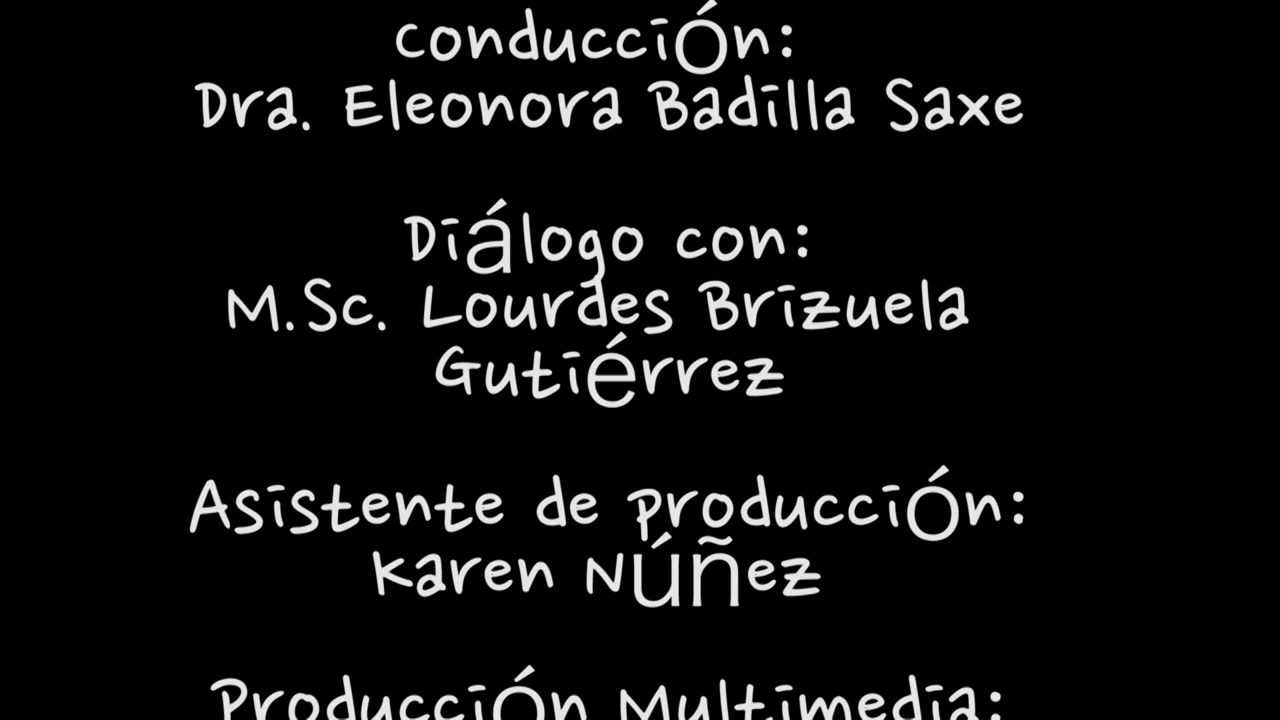 conducción:
Dra. Eleonora Badilla Saxe
Diálogo con:
M.Sc. Lourdes Brizuela
Gutiérrez
Asistente de producción:
Karen Núñez
Producción Multimedia: